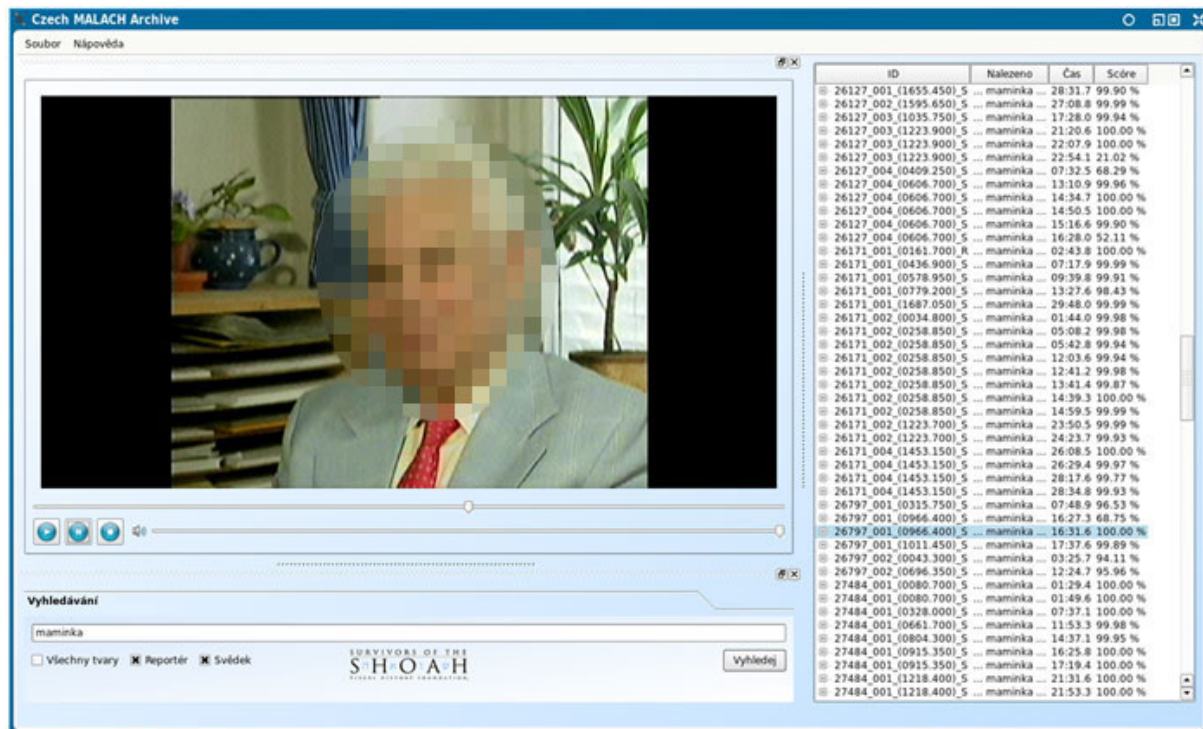 Czech MALACH Archive
Soubor Nápověda
ID Nalezeno Čas Scóre
26127_001_(1655.450)_S ... maminka ... 28:31.7 99.90 %
26127_002_(1595.650)_S ... maminka ... 27:08.8 99.99 %
26127_003_(1035.750)_S ... maminka ... 17:28.0 99.94 %
26127_003_(1223.900)_S ... maminka ... 21:20.6 100.00 %
26127_003_(1223.900)_S ... maminka ... 22:07.9 100.00 %
26127_003_(1223.900)_S ... maminka ... 22:54.1 21.02 %
26127_004_(0409.250)_S ... maminka ... 07:32.5 68.29 %
26127_004_(0606.700)_S ... maminka ... 13:10.9 99.96 %
26127_004_(0606.700)_S ... maminka ... 14:34.7 100.00 %
26127_004_(0606.700)_S ... maminka ... 14:50.5 100.00 %
26127_004_(0606.700)_S ... maminka ... 15:16.6 99.90 %
26127_004_(0606.700)_S ... maminka ... 16:28.0 52.11 %
26171_001_(0161.700)_R ... maminka ... 02:43.8 100.00 %
26171_001_(0436.900)_S ... maminka ... 07:17.9 99.99 %
26171_001_(0578.950)_S ... maminka ... 09:39.8 99.91 %
26171_001_(0779.200)_S ... maminka ... 13:27.6 98.43 %
26171_001_(1687.050)_S ... maminka ... 29:48.0 99.99 %
26171_002_(0034.800)_S ... maminka ... 01:44.0 99.98 %
26171_002_(0258.850)_S ... maminka ... 05:08.2 99.98 %
26171_002_(0258.850)_S ... maminka ... 05:42.8 99.94 %
26171_002_(0258.850)_S ... maminka ... 12:03.6 99.94 %
26171_002_(0258.850)_S ... maminka ... 12:41.2 99.98 %
26171_002_(0258.850)_S ... maminka ... 13:41.4 99.87 %
26171_002_(0258.850)_S ... maminka ... 14:39.3 100.00 %
26171_002_(0258.850)_S ... maminka ... 14:59.5 99.99 %
26171_002_(1223.700)_S ... maminka ... 23:50.5 99.99 %
26171_002_(1223.700)_S ... maminka ... 24:23.7 99.93 %
26171_004_(1453.150)_S ... maminka ... 26:08.5 100.00 %
26171_004_(1453.150)_S ... maminka ... 26:29.4 99.97 %
26171_004_(1453.150)_S ... maminka ... 28:17.6 99.77 %
26171_004_(1453.150)_S ... maminka ... 28:34.8 99.93 %
26797_001_(0315.750)_S ... maminka ... 07:48.9 96.53 %
26797_001_(0966.400)_S ... maminka ... 16:27.3 68.75 %
26797_001_(0966.400)_S ... maminka ... 16:31.6 100.00 %
26797_001_(1011.450)_S ... maminka ... 17:37.6 99.89 %
26797_002_(0043.300)_S ... maminka ... 03:25.7 94.11 %
26797_002_(0696.350)_S ... maminka ... 12:24.7 95.96 %
27484_001_(0080.700)_S ... maminka ... 01:29.4 100.00 %
27484_001_(0080.700)_S ... maminka ... 01:49.6 100.00 %
27484_001_(0328.000)_S ... maminka ... 07:37.1 100.00 %
27484_001_(0661.700)_S ... maminka ... 11:53.3 99.98 %
27484_001_(0804.300)_S ... maminka ... 14:37.1 99.95 %
27484_001_(0915.350)_S ... maminka ... 16:25.8 100.00 %
27484_001_(0915.350)_S ... maminka ... 17:19.4 100.00 %
27484_001_(1218.400)_S ... maminka ... 21:31.6 100.00 %
27484_001_(1218.400)_S ... maminka ... 21:53.3 100.00 %
Vyhledávání
maminka
Všechny tvary Reportér Svědek
SURVIVORS OF THE
SHOAH
VISUAL HISTORY FOUNDATION
Vyhledej